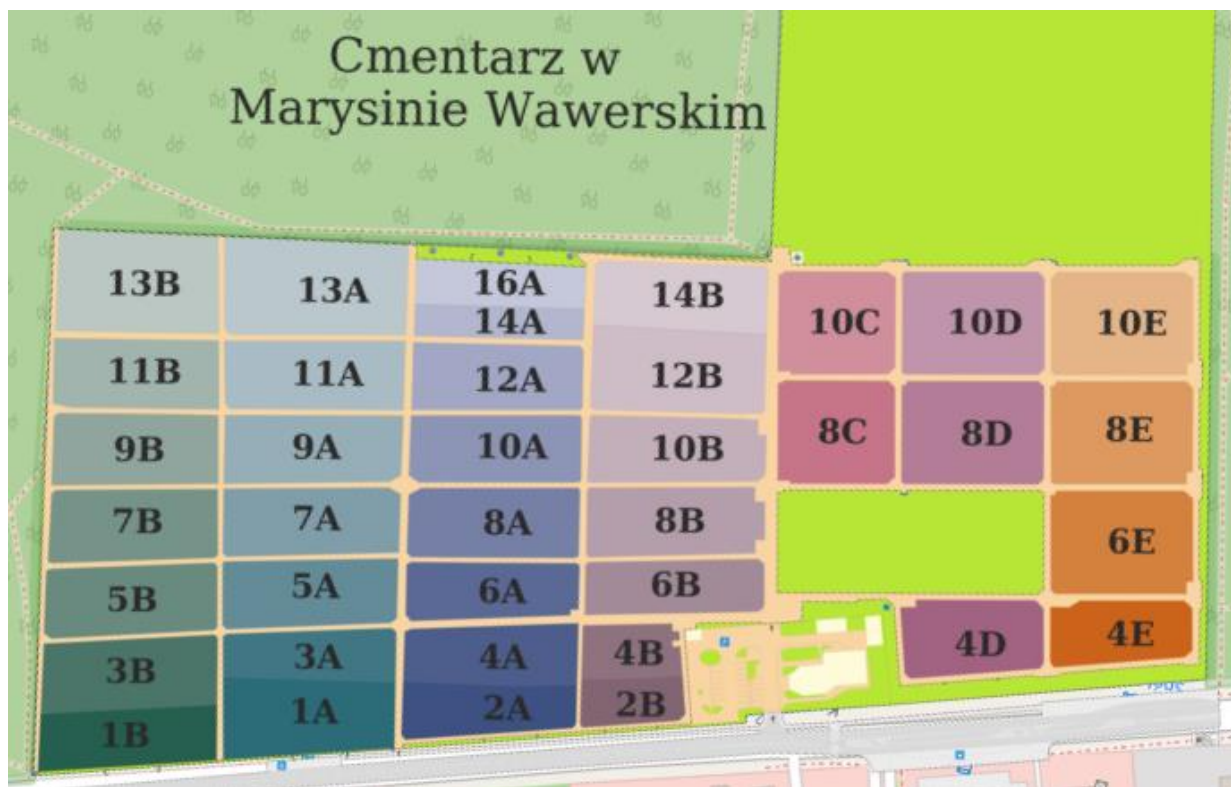 Cmentarz w
Marysinie Wawerskim
13B 13A 16A 14B
14A
10C 10D 10E
11B 11A 12A 12B
9B 9A 10A 10B
8C 8D 8E
7B 7A 8A 8B
6E
5B 5A 6A 6B
3B 3A 4A 4B 4D 4E
1B 1A 2A 2B